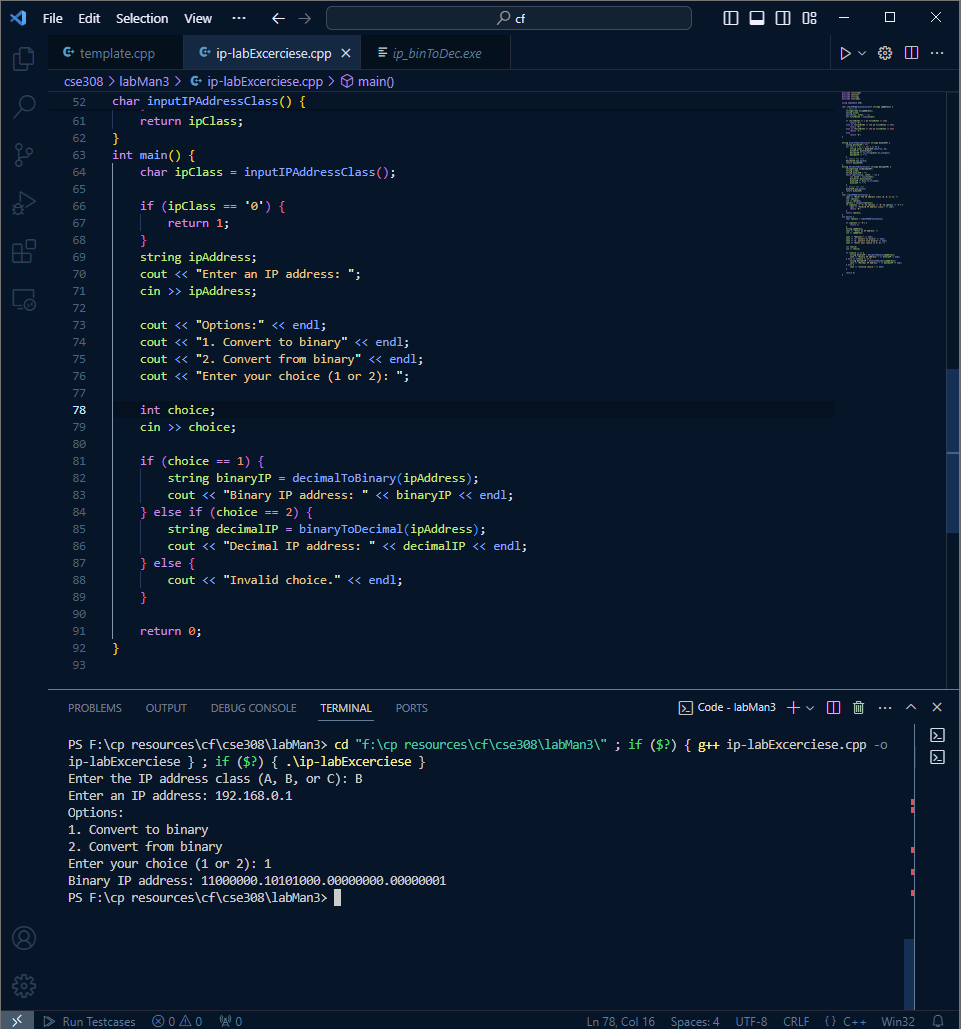 File Edit Selection View ··· cf
template.cpp ip-labExcerciese.cpp ip_binToDec.exe
cse308 > labMan3 > ip-labExcerciese.cpp > main()
52 char inputIPAddressClass() {
61 return ipClass;
62 }
63 int main() {
64 char ipClass = inputIPAddressClass();
65
66 if (ipClass == '0') {
67 return 1;
68 }
69 string ipAddress;
70 cout << "Enter an IP address: ";
71 cin >> ipAddress;
72
73 cout << "Options:" << endl;
74 cout << "1. Convert to binary" << endl;
75 cout << "2. Convert from binary" << endl;
76 cout << "Enter your choice (1 or 2): ";
77
78 int choice;
79 cin >> choice;
80
81 if (choice == 1) {
82 string binaryIP = decimalToBinary(ipAddress);
83 cout << "Binary IP address: " << binaryIP << endl;
84 } else if (choice == 2) {
85 string decimalIP = binaryToDecimal(ipAddress);
86 cout << "Decimal IP address: " << decimalIP << endl;
87 } else {
88 cout << "Invalid choice." << endl;
89 }
90
91 return 0;
92 }
93
PROBLEMS OUTPUT DEBUG CONSOLE TERMINAL PORTS Code - labMan3
PS F:\cp resources\cf\cse308\labMan3> cd "f:\cp resources\cf\cse308\labMan3\" ; if ($?) { g++ ip-labExcerciese.cpp -o
ip-labExcerciese } ; if ($?) { .\ip-labExcerciese }
Enter the IP address class (A, B, or C): B
Enter an IP address: 192.168.0.1
Options:
1. Convert to binary
2. Convert from binary
Enter your choice (1 or 2): 1
Binary IP address: 11000000.10101000.00000000.00000001
PS F:\cp resources\cf\cse308\labMan3>
Run Testcases 0 0 0 Ln 78, Col 16 Spaces: 4 UTF-8 CRLF {} C++ Win32